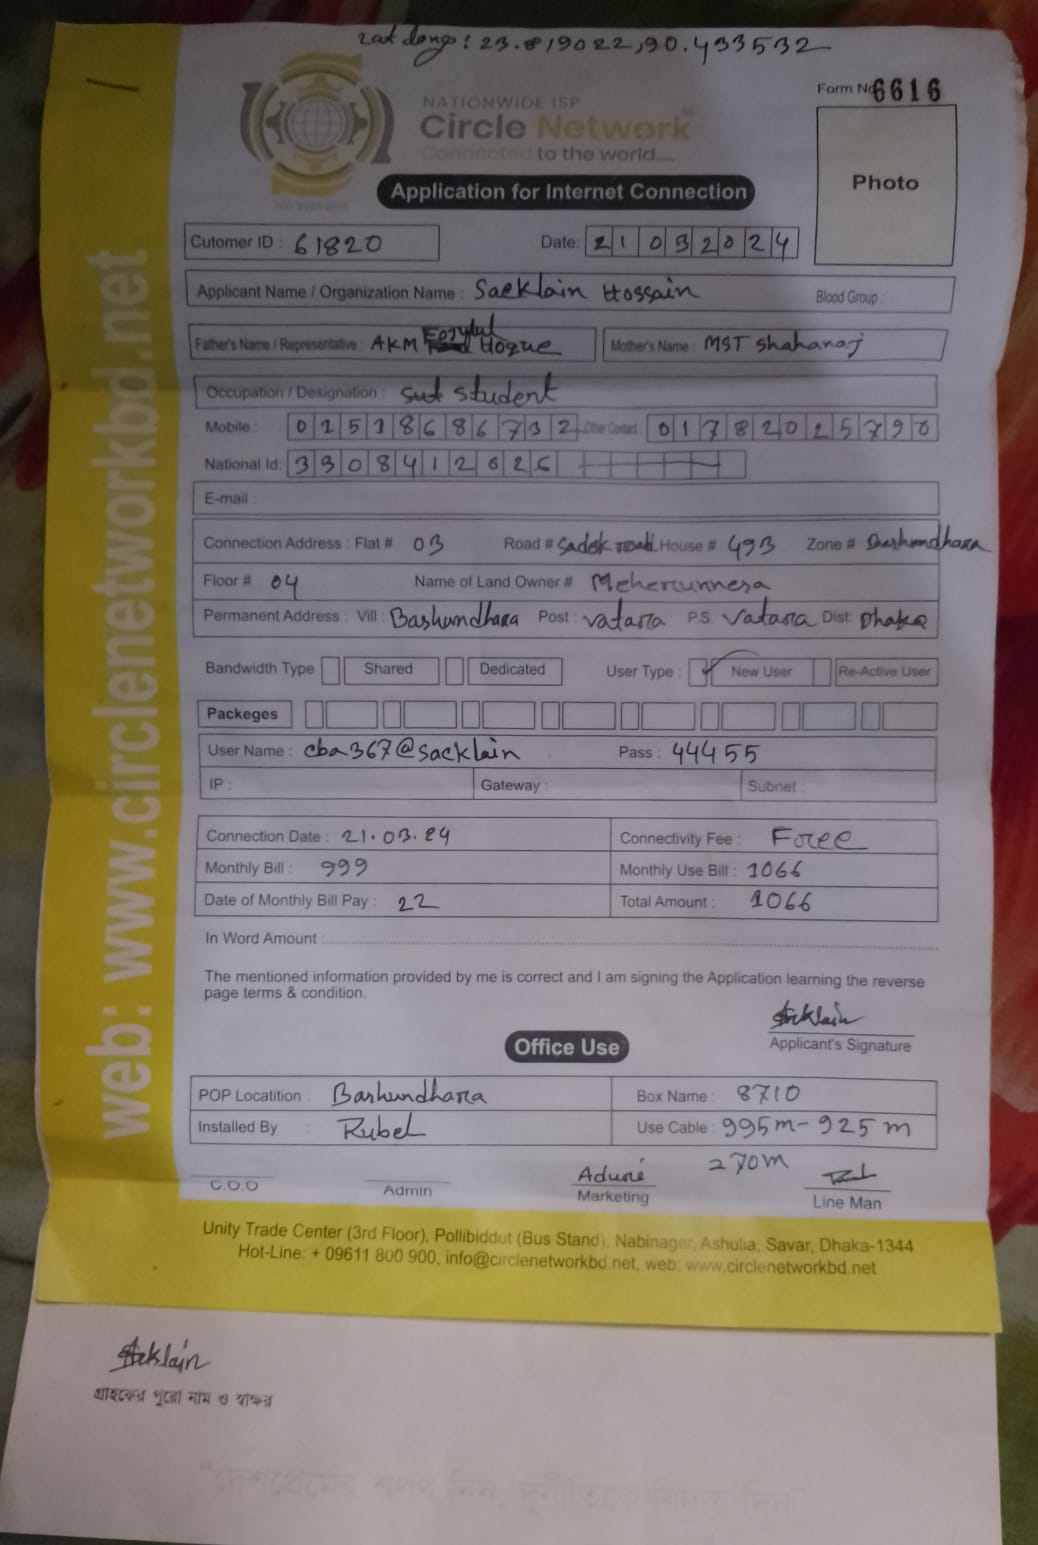 Lat long: 23.819022,90.433532
Form No 6616
NATIONWIDE ISP
Circle Network
Connected to the world...
Photo
Application for Internet Connection
Cutomer ID : 61820 Date: 21032024
Applicant Name / Organization Name : Sacklain Hossain Blood Group :
Father's Name / Representative : AKM Hoque Mother's Name : MST Shahanaj
Occupation / Designation : Student
Mobile : 01518686732 Other Contact: 01782025790
National Id: 3308412626
E-mail :
Connection Address : Flat # 03 Road # Sadek road House # 493 Zone # Bashundhara
Floor # 04 Name of Land Owner # Meherunnesa
Permanent Address : Vill : Bashundhara Post : Vatara P.S. Vatara Dist: Dhaka
Bandwidth Type Shared Dedicated User Type : ✓ New User Re-Active User
Packeges
User Name : cba367@sacklain Pass : 44455
IP : Gateway : Subnet :
Connection Date : 21.03.24 Connectivity Fee : Free
Monthly Bill : 999 Monthly Use Bill : 1066
Date of Monthly Bill Pay : 22 Total Amount : 1066
In Word Amount :
The mentioned information provided by me is correct and I am signing the Application learning the reverse
page terms & condition.
Sacklain
Applicant's Signature
Office Use
POP Locatition : Bashundhara Box Name : 8710
Installed By : Rubel Use Cable : 995m-925m
=270m
C.O.O Admin Marketing Line Man
Unity Trade Center (3rd Floor), Pollibiddut (Bus Stand), Nabinagar, Ashulia, Savar, Dhaka-1344
Hot-Line: + 09611 800 900, info@circlenetworkbd.net, web: www.circlenetworkbd.net
web: www.circlenetworkbd.net
Sacklain
গ্রাহকের পুরো নাম ও স্বাক্ষর